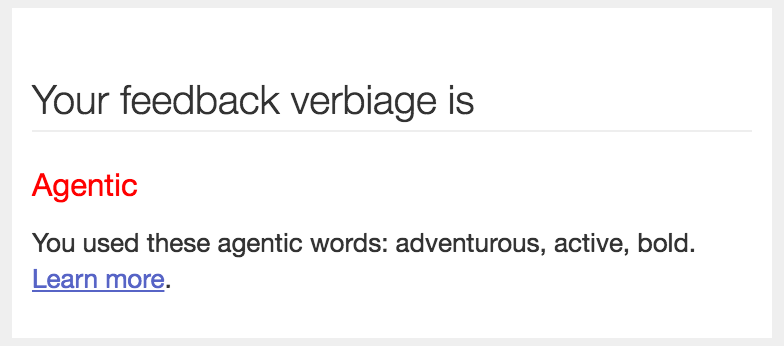 Your feedback verbiage is
Agentic
You used these agentic words: adventurous, active, bold.
Learn more.